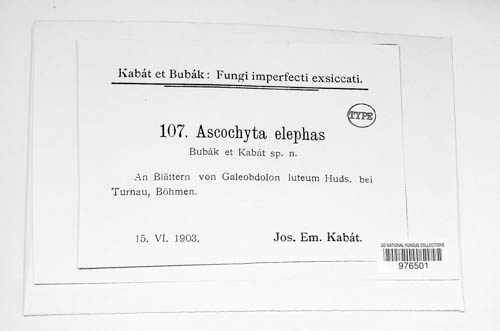 Kabát et Bubák: Fungi imperfecti exsiccati.
TYPE
107. Ascochyta elephas
Bubák et Kabát sp. n.
An Blättern von Galeobdolon luteum Huds. bei
Turnau, Böhmen.
15. VI. 1903. Jos. Em. Kabát.
US NATIONAL FUNGUS COLLECTIONS
976501